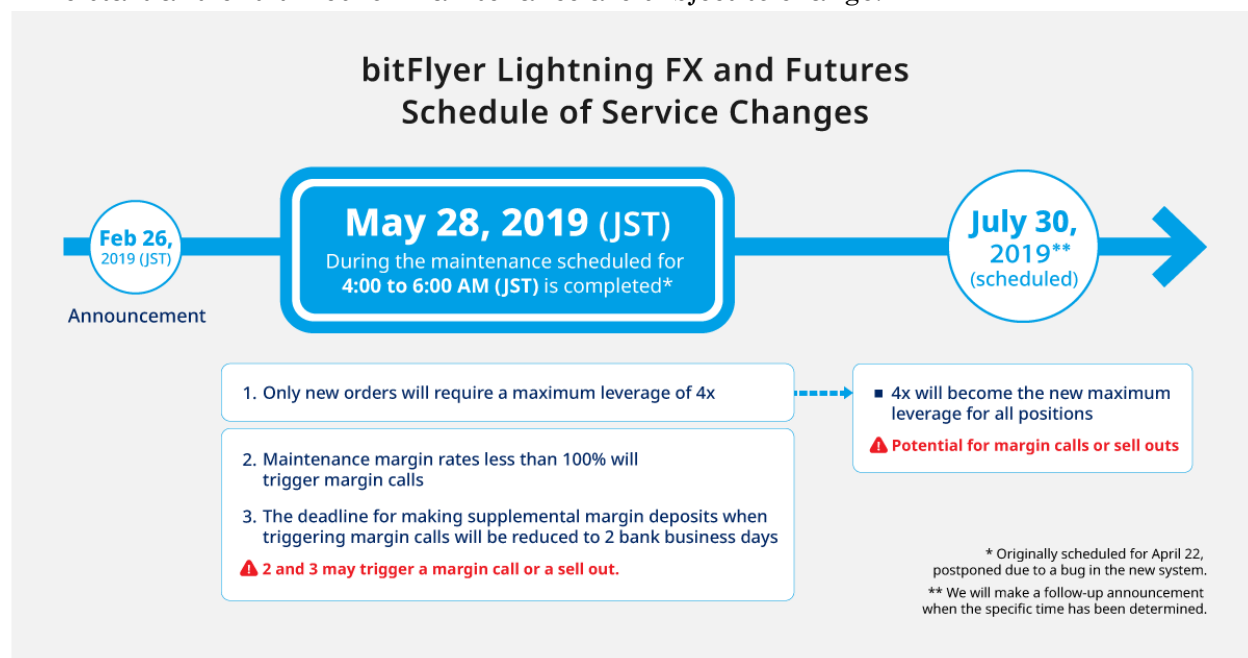 bitFlyer Lightning FX and Futures
Schedule of Service Changes
Feb 26,
2019 (JST)
Announcement
May 28, 2019 (JST)
During the maintenance scheduled for
4:00 to 6:00 AM (JST) is completed*
July 30,
2019**
(scheduled)
1. Only new orders will require a maximum leverage of 4x
2. Maintenance margin rates less than 100% will
trigger margin calls
3. The deadline for making supplemental margin deposits when
triggering margin calls will be reduced to 2 bank business days
2 and 3 may trigger a margin call or a sell out.
■ 4x will become the new maximum
leverage for all positions
Potential for margin calls or sell outs
* Originally scheduled for April 22,
postponed due to a bug in the new system.
** We will make a follow-up announcement
when the specific time has been determined.